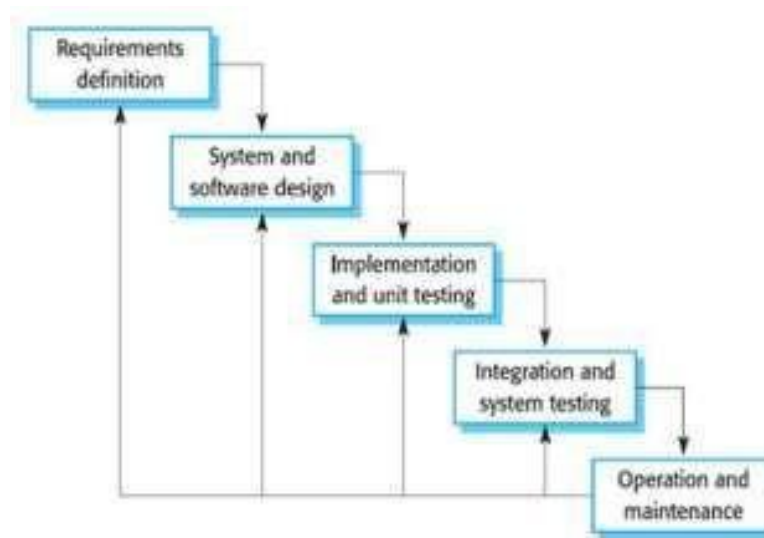 Requirements
definition
System and
software design
Implementation
and unit testing
Integration and
system testing
Operation and
maintenance